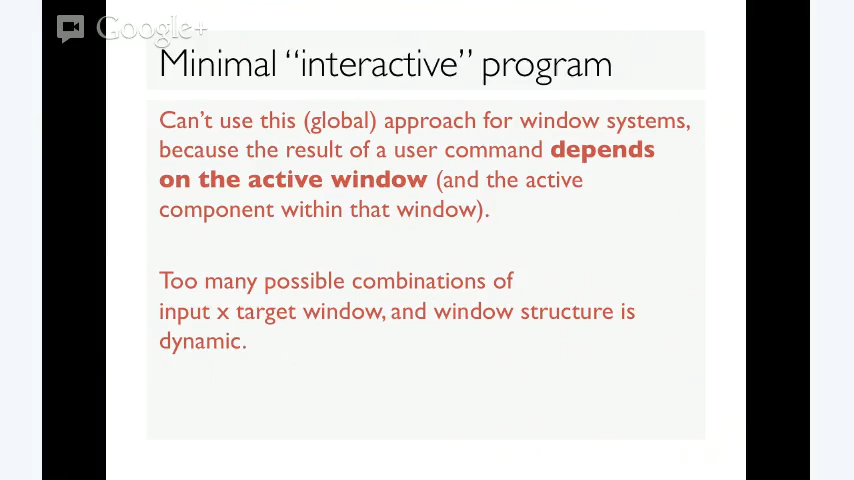 Google+
Minimal “interactive” program
Can’t use this (global) approach for window systems,
because the result of a user command depends
on the active window (and the active
component within that window).
Too many possible combinations of
input x target window, and window structure is
dynamic.